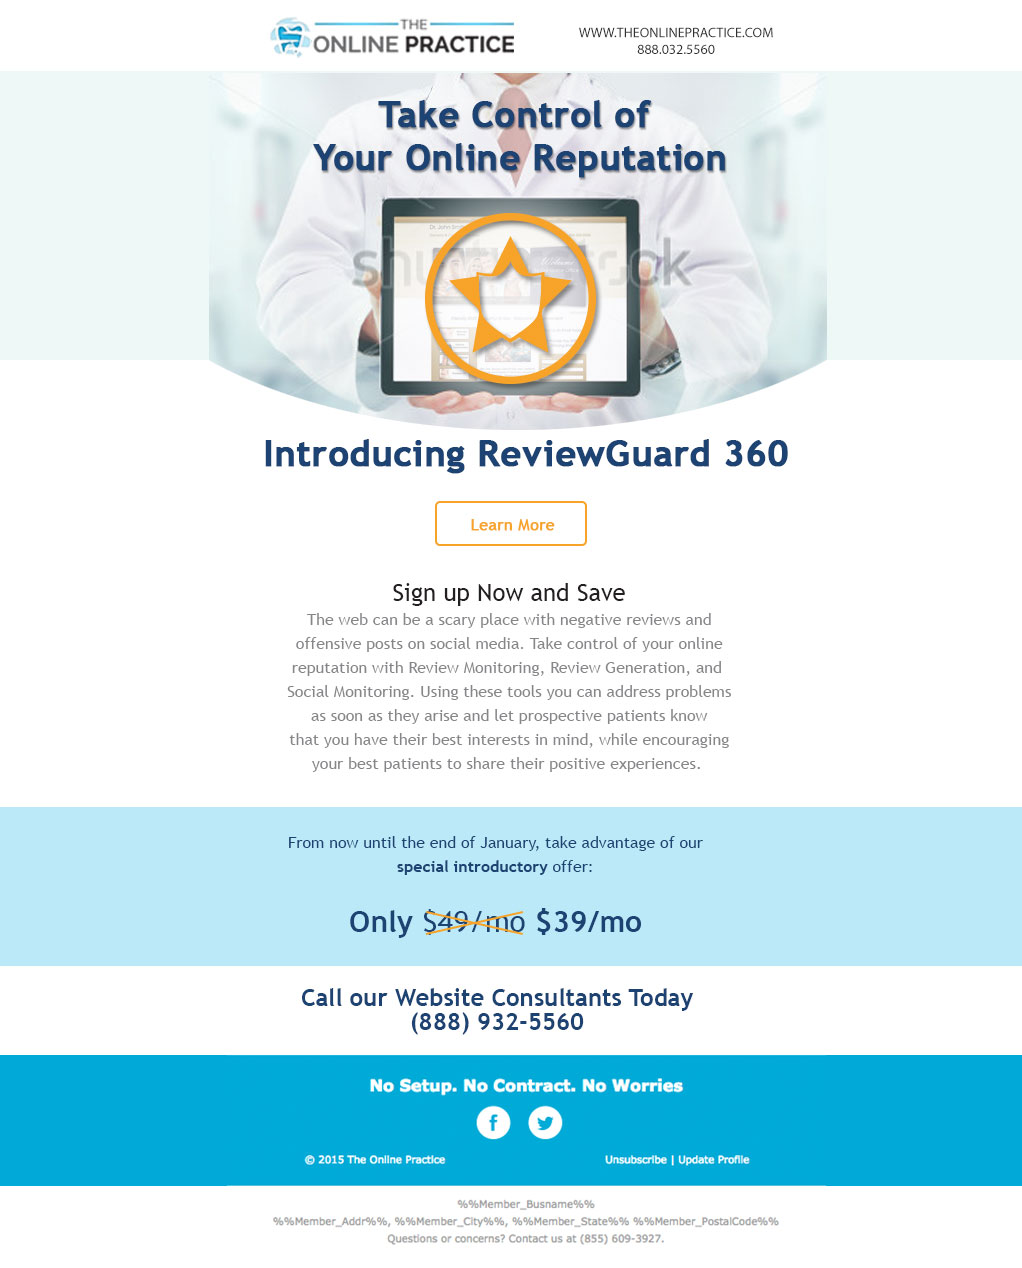 THE
ONLINE PRACTICE
WWW.THEONLINEPRACTICE.COM
888.032.5560
Take Control of
Your Online Reputation
Introducing ReviewGuard 360
Learn More
Sign up Now and Save
The web can be a scary place with negative reviews and
offensive posts on social media. Take control of your online
reputation with Review Monitoring, Review Generation, and
Social Monitoring. Using these tools you can address problems
as soon as they arise and let prospective patients know
that you have their best interests in mind, while encouraging
your best patients to share their positive experiences.
From now until the end of January, take advantage of our
special introductory offer:
Only $49/mo $39/mo
Call our Website Consultants Today
(888) 932-5560
No Setup. No Contract. No Worries
© 2015 The Online Practice
Unsubscribe | Update Profile
%%Member_Busname%%
%%Member_Addr%%, %%Member_City%%, %%Member_State%% %%Member_PostalCode%%
Questions or concerns? Contact us at (855) 609-3927.